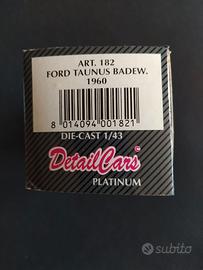 ART. 182
FORD TAUNUS BADEW.
1960
8 014094 001821
DIE-CAST 1/43
DetailCars©
PLATINUM
subito